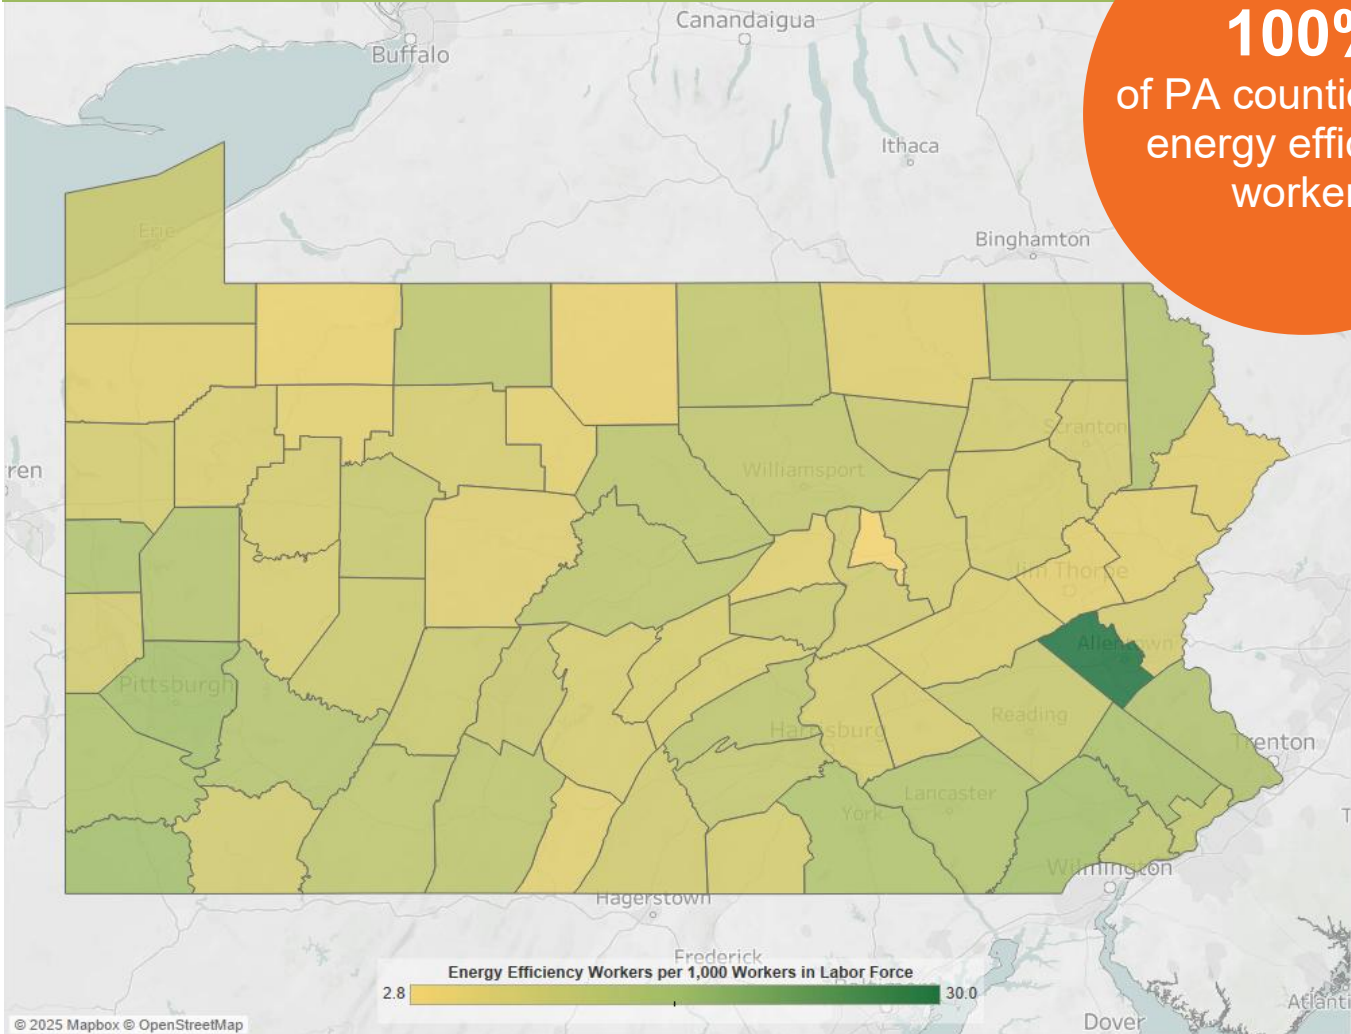 Canandaigua
Buffalo
100%
of PA counti
energy effic
worker
Ithaca
Binghamton
Erie
Scranton
ren
Williamsport
Jim Thorpe
Allentown
Pittsburgh
Harrisburg
Reading
Trenton
Lancaster
York
Wilmington
Hagerstown
Frederick
Energy Efficiency Workers per 1,000 Workers in Labor Force
2.8
30.0
Atlanti
Dover
© 2025 Mapbox © OpenStreetMap